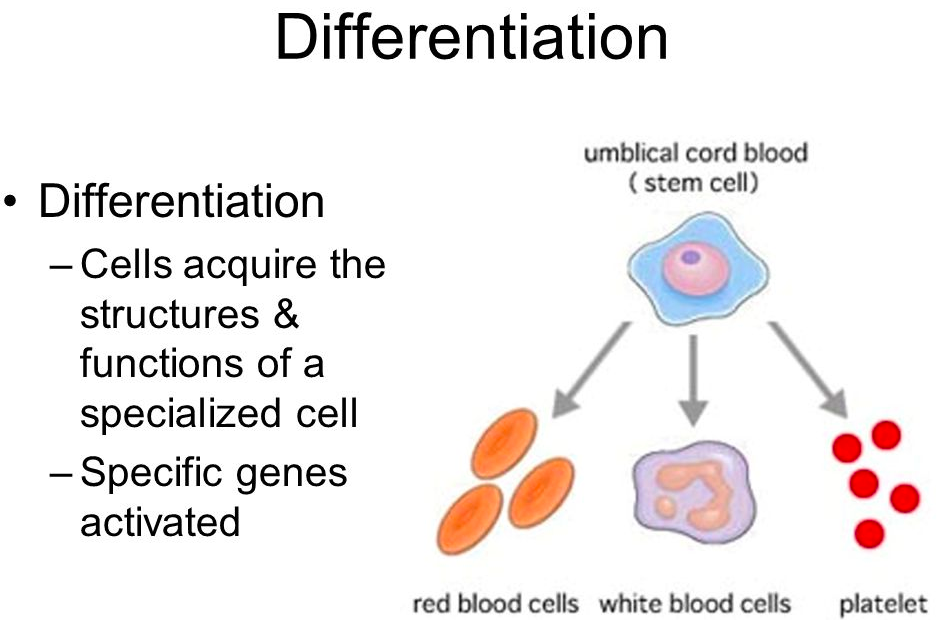 Differentiation
• Differentiation
– Cells acquire the
structures &
functions of a
specialized cell
– Specific genes
activated
umblical cord blood
( stem cell)
red blood cells
white blood cells
platelet